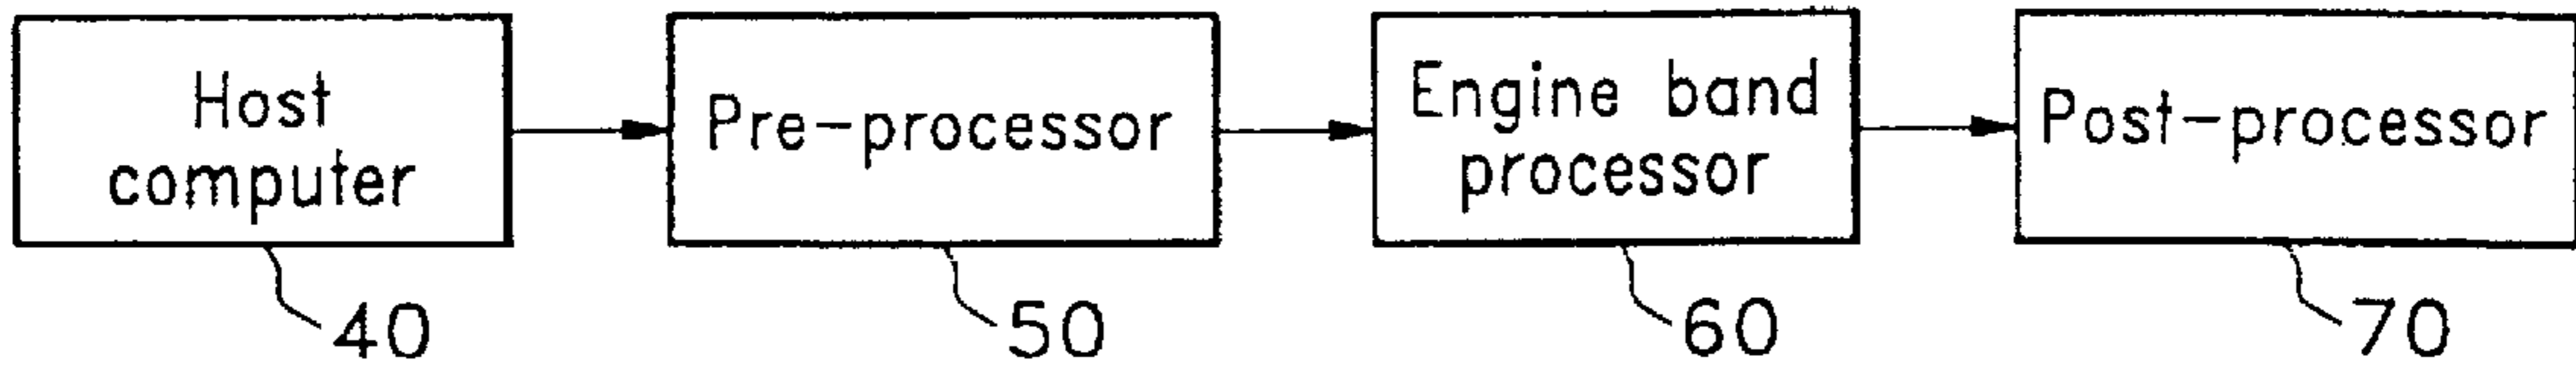 Host
computer
Pre-processor
Engine band
processor
Post-processor
40
50
60
70